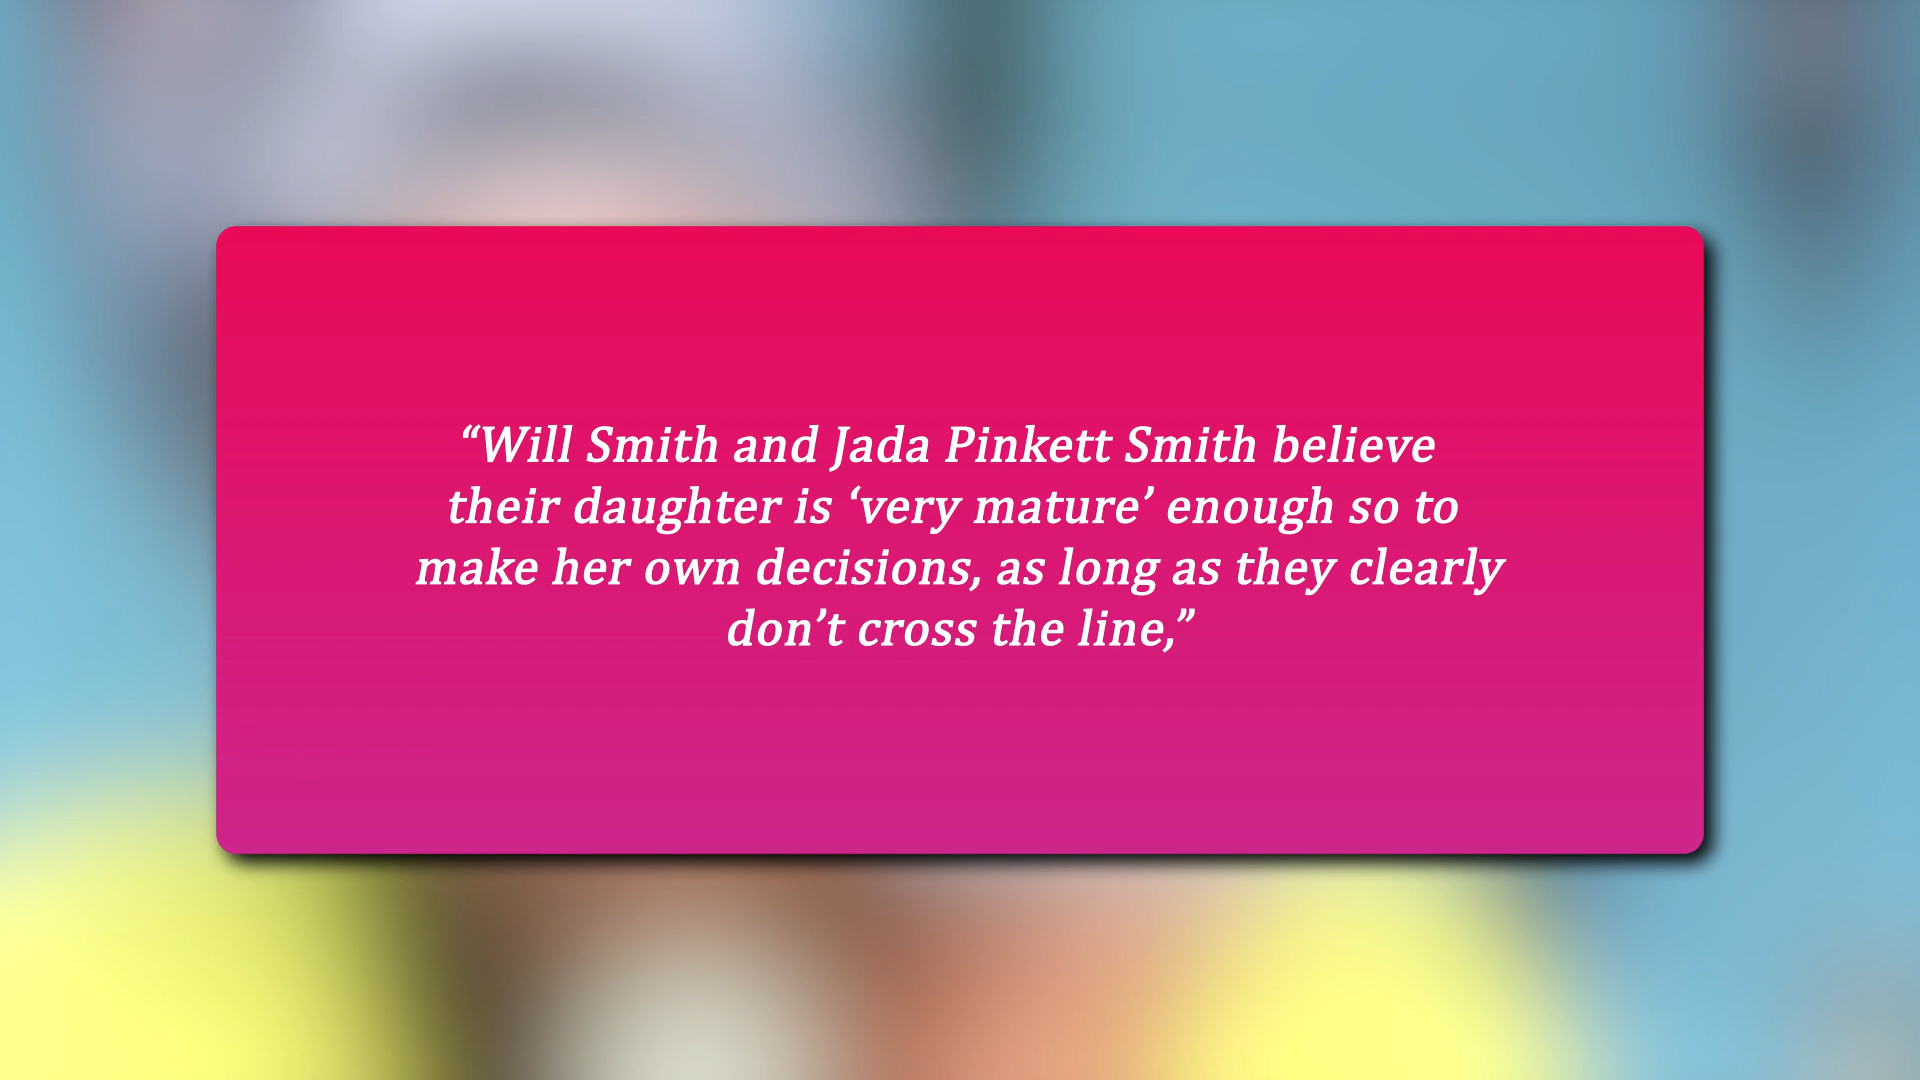 “Will Smith and Jada Pinkett Smith believe
their daughter is ‘very mature’ enough so to
make her own decisions, as long as they clearly
don’t cross the line,”